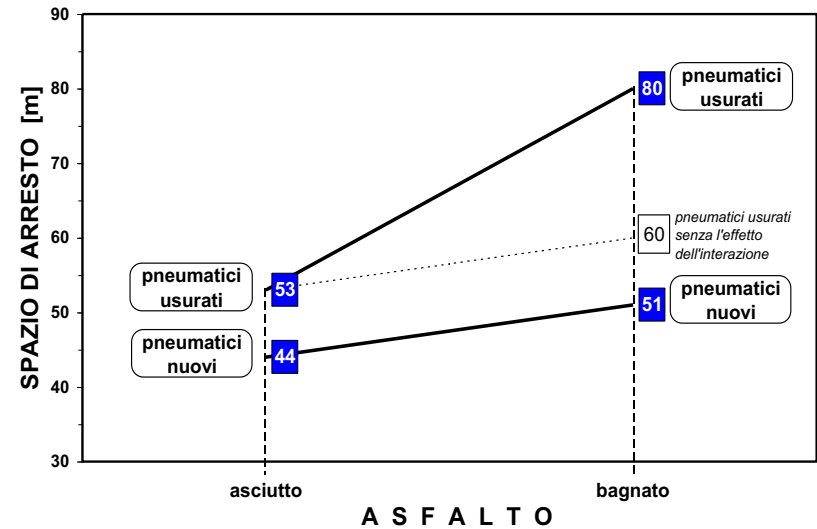 SPAZIO DI ARRESTO [m]
90
80
70
60
50
40
30
pneumatici
usurati
53
pneumatici
nuovi
44
80
pneumatici
usurati
60
pneumatici usurati
senza l'effetto
dell'interazione
51
pneumatici
nuovi
asciutto
bagnato
A S F A L T O